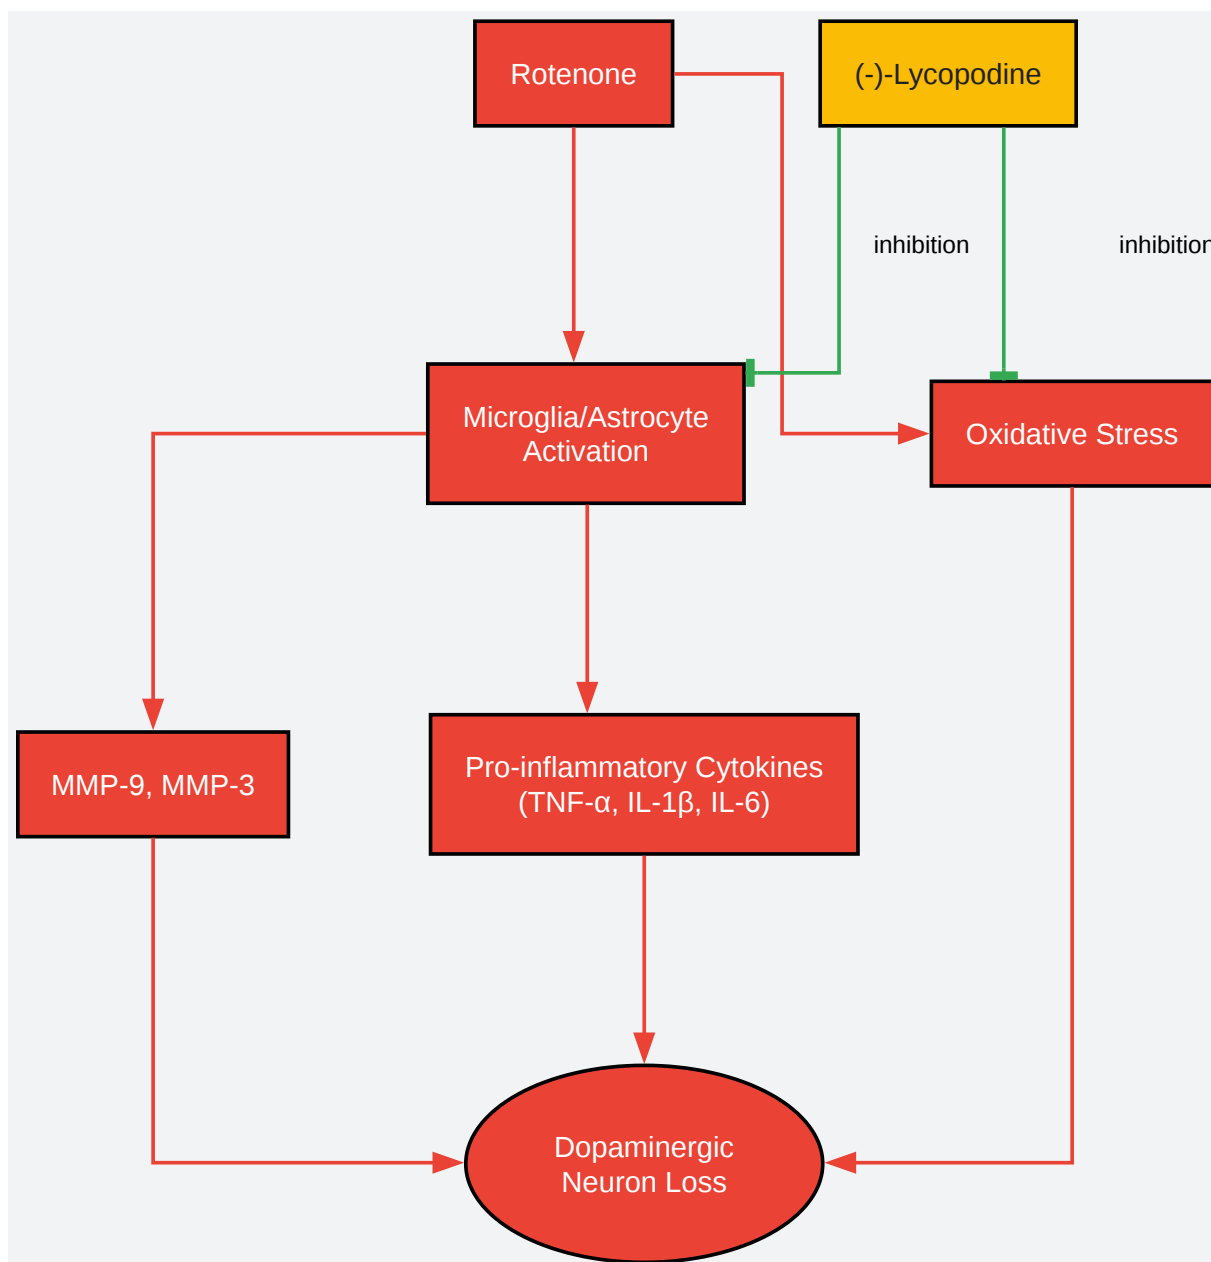 Rotenone
(-)-Lycopodine
inhibition
inhibition
Microglia/Astrocyte
Activation
Oxidative Stress
MMP-9, MMP-3
Pro-inflammatory Cytokines
(TNF-α, IL-1β, IL-6)
Dopaminergic
Neuron Loss